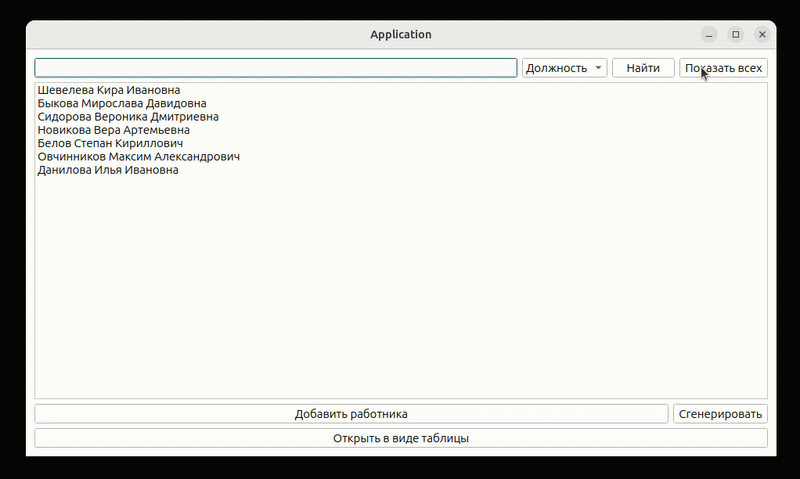 Application
Должность Найти Показать всех
Шевелева Кира Ивановна
Быкова Мирослава Давидовна
Сидорова Вероника Дмитриевна
Новикова Вера Артемьевна
Белов Степан Кириллович
Овчинников Максим Александрович
Данилова Илья Ивановна
Добавить работника Сгенерировать
Открыть в виде таблицы